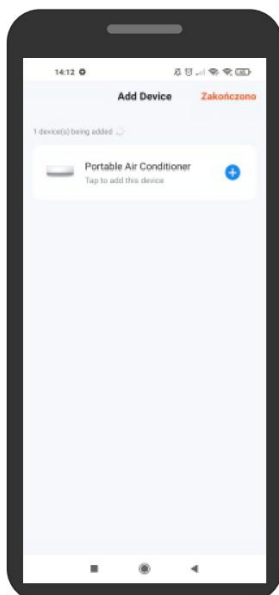 14:12
Add Device
Zakończono
1 device(s) being added
Portable Air Conditioner
Tap to add this device